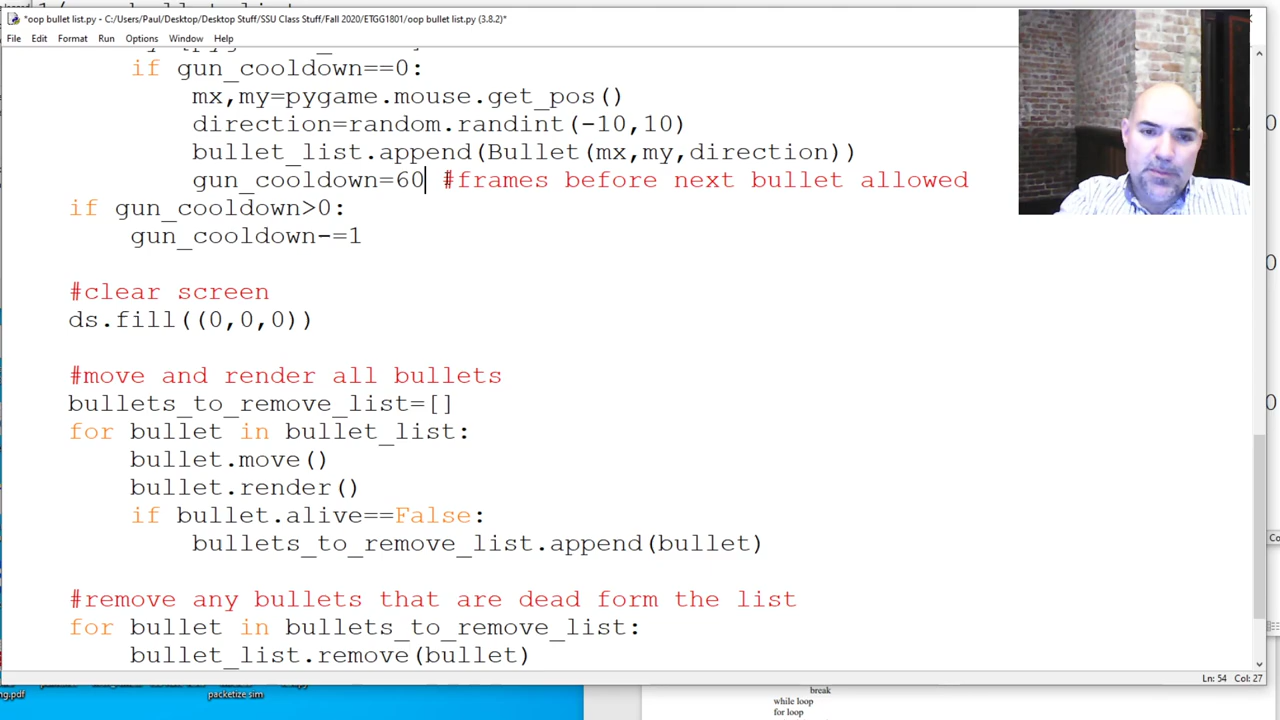 *oop bullet list.py - C:/Users/Paul/Desktop/Desktop Stuff/SSU Class Stuff/Fall 2020/ETGG1801/oop bullet list.py (3.8.2)*
File Edit Format Run Options Window Help
if gun_cooldown==0:
mx,my=pygame.mouse.get_pos()
direction=random.randint(-10,10)
bullet_list.append(Bullet(mx,my,direction))
gun_cooldown=60 #frames before next bullet allowed
if gun_cooldown>0:
gun_cooldown-=1
#clear screen
ds.fill((0,0,0))
#move and render all bullets
bullets_to_remove_list=[]
for bullet in bullet_list:
bullet.move()
bullet.render()
if bullet.alive==False:
bullets_to_remove_list.append(bullet)
#remove any bullets that are dead form the list
for bullet in bullets_to_remove_list:
bullet_list.remove(bullet)
Ln: 54 Col: 27
ng.pdf
packetize sim
break
while loop
for loop